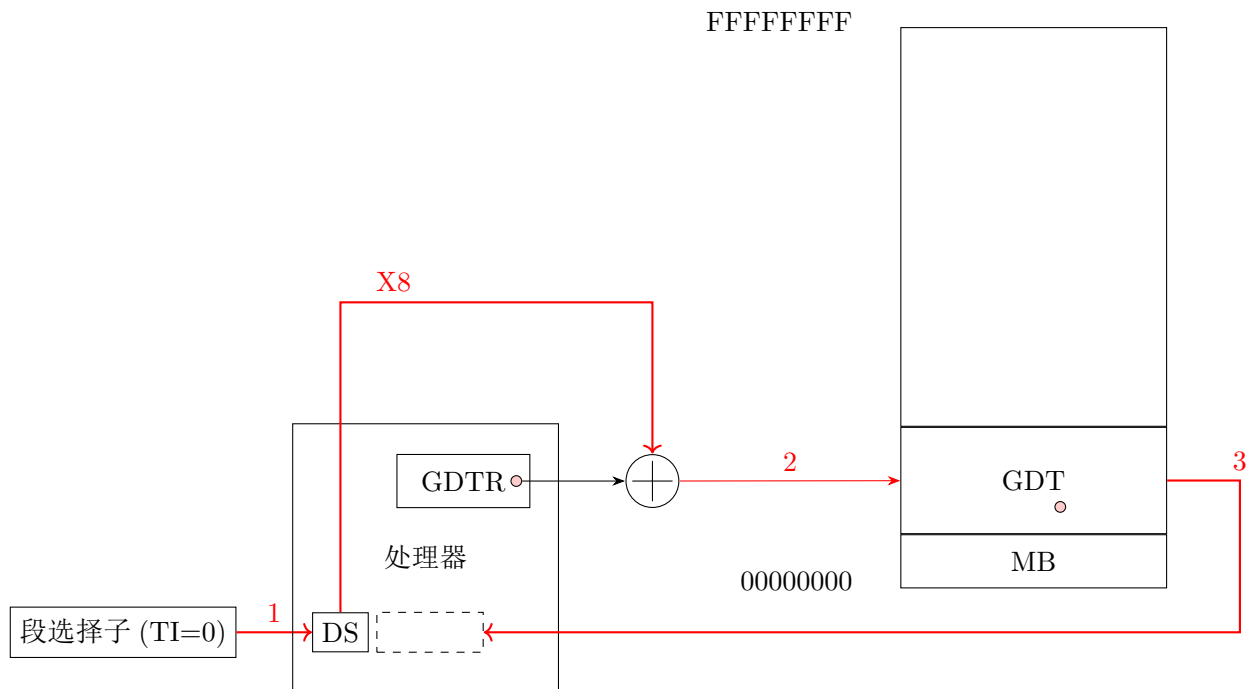 FFFFFFFF
X8
GDTR
2
GDT
3
处理器
MB
00000000
段选择子 (TI=0)
1
DS